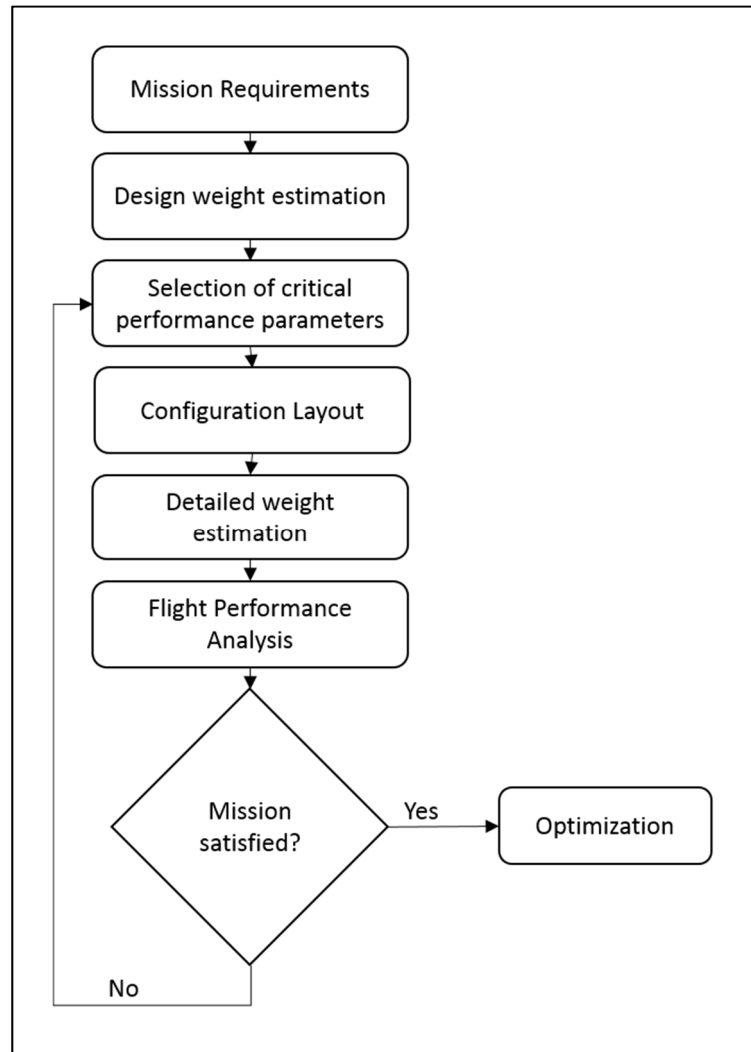 Mission Requirements
Design weight estimation
Selection of critical
performance parameters
Configuration Layout
Detailed weight
estimation
Flight Performance
Analysis
Mission
satisfied?
Yes
Optimization
No